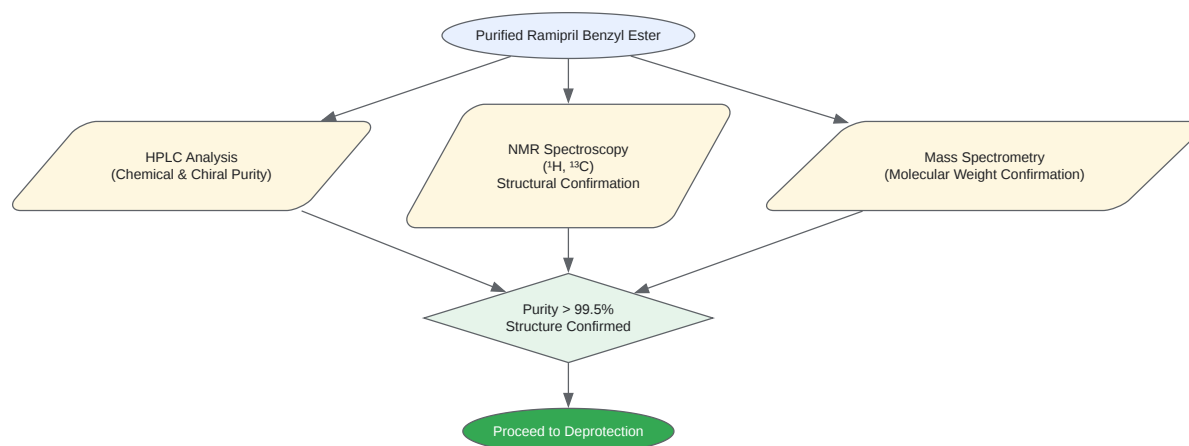 Purified Ramipril Benzyl Ester
HPLC Analysis
(Chemical & Chiral Purity)
NMR Spectroscopy
(¹H, ¹³C)
Structural Confirmation
Mass Spectrometry
(Molecular Weight Confirmation)
Purity > 99.5%
Structure Confirmed
Proceed to Deprotection